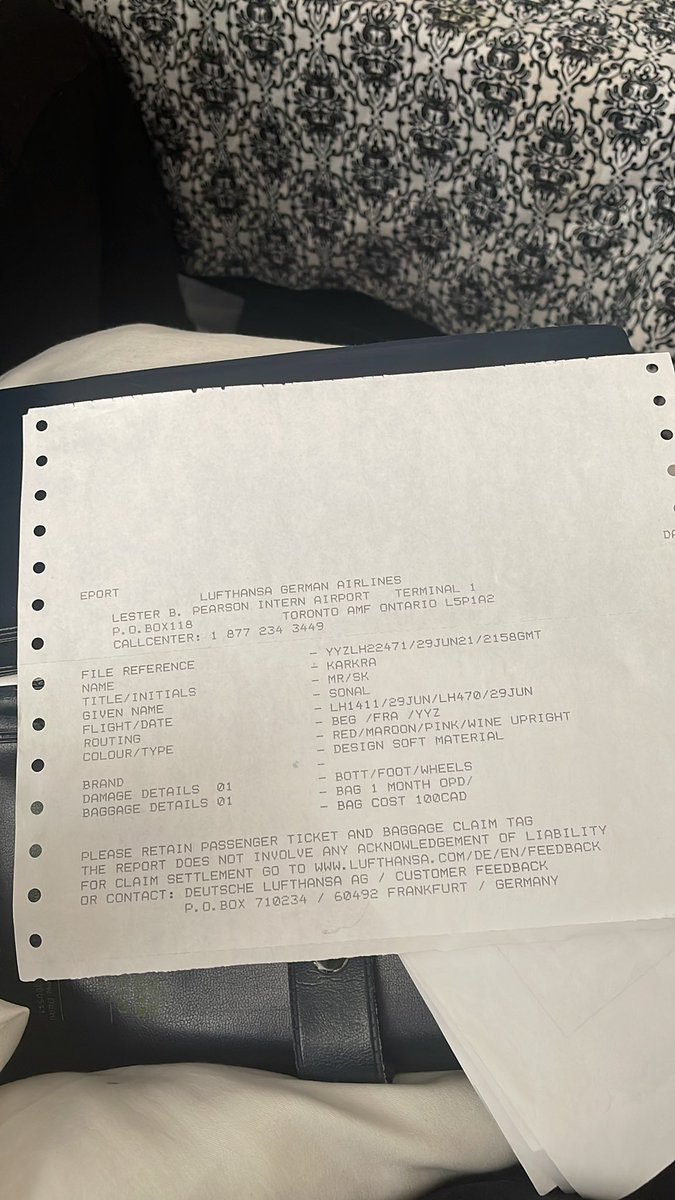 DA
EPORT LUFTHANSA GERMAN AIRLINES
LESTER B. PEARSON INTERN AIRPORT TERMINAL 1
P.O.BOX118 TORONTO AMF ONTARIO L5P1A2
CALLCENTER: 1 877 234 3449
FILE REFERENCE - YYZLH22471/29JUN21/2158GMT
NAME - KARKRA
TITLE/INITIALS - MR/SK
GIVEN NAME - SONAL
FLIGHT/DATE - LH1411/29JUN/LH470/29JUN
ROUTING - BEG /FRA /YYZ
COLOUR/TYPE - RED/MAROON/PINK/WINE UPRIGHT
- DESIGN SOFT MATERIAL
BRAND -
DAMAGE DETAILS 01 - BOTT/FOOT/WHEELS
BAGGAGE DETAILS 01 - BAG 1 MONTH OPD/
- BAG COST 100CAD
PLEASE RETAIN PASSENGER TICKET AND BAGGAGE CLAIM TAG
THE REPORT DOES NOT INVOLVE ANY ACKNOWLEDGEMENT OF LIABILITY
FOR CLAIM SETTLEMENT GO TO WWW.LUFTHANSA.COM/DE/EN/FEEDBACK
OR CONTACT: DEUTSCHE LUFTHANSA AG / CUSTOMER FEEDBACK
P.O.BOX 710234 / 60492 FRANKFURT / GERMANY